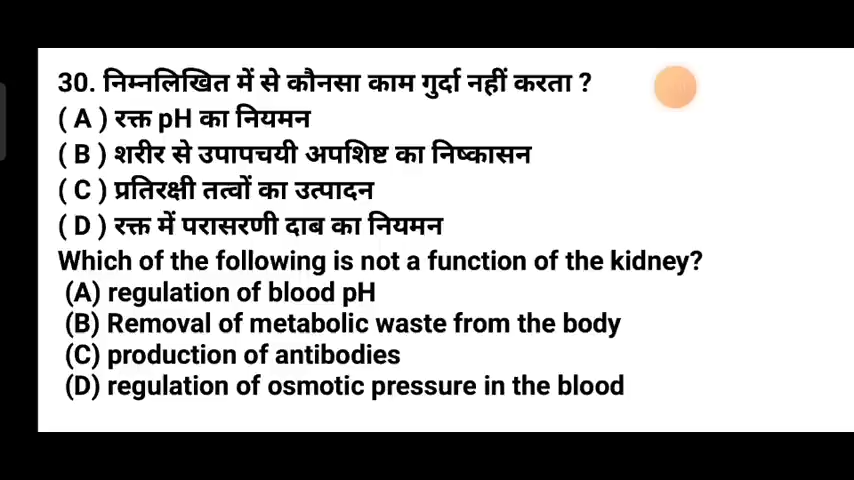 30. निम्नलिखित में से कौनसा काम गुर्दा नहीं करता ?
( A ) रक्त pH का नियमन
( B ) शरीर से उपापचयी अपशिष्ट का निष्कासन
( C ) प्रतिरक्षी तत्वों का उत्पादन
( D ) रक्त में परासरणी दाब का नियमन
Which of the following is not a function of the kidney?
(A) regulation of blood pH
(B) Removal of metabolic waste from the body
(C) production of antibodies
(D) regulation of osmotic pressure in the blood